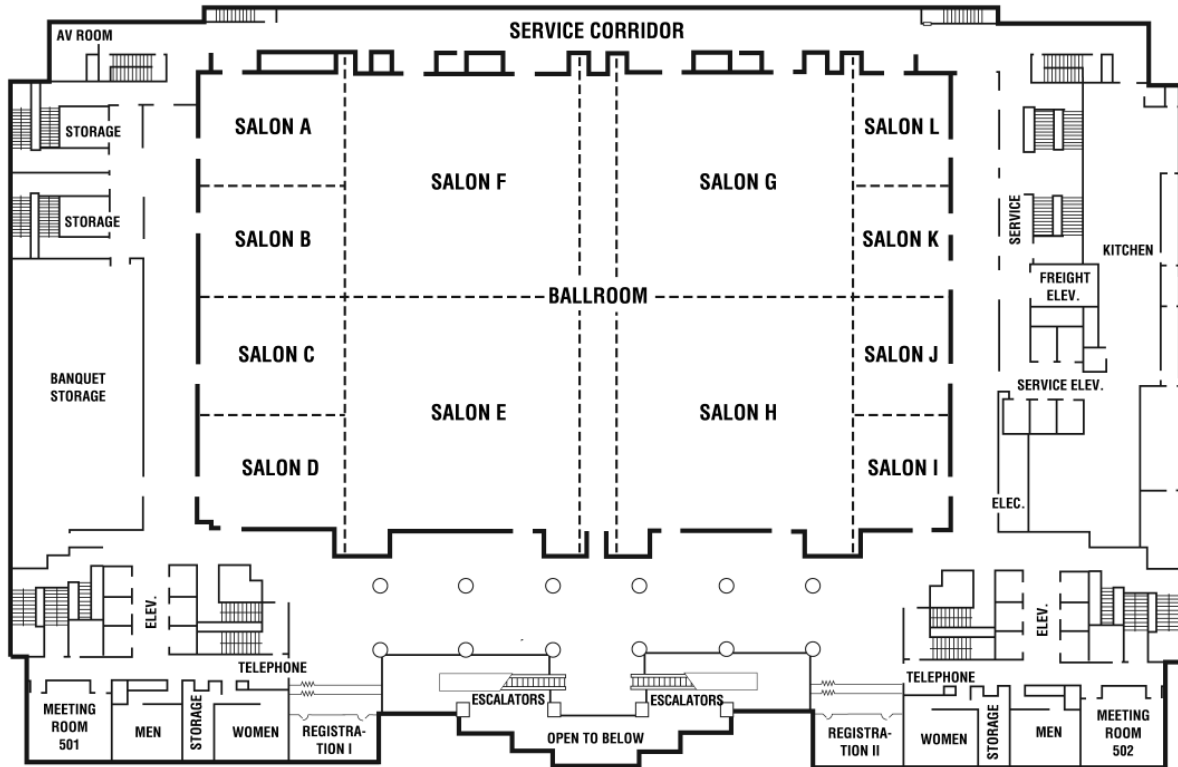 SERVICE CORRIDOR
AV ROOM
STORAGE
SALON A
SALON L
SALON F
SALON G
STORAGE
SALON B
SALON K
SERVICE
KITCHEN
FREIGHT
ELEV.
BALLROOM
SALON C
SALON J
BANQUET
STORAGE
SERVICE ELEV.
SALON E
SALON H
SALON D
SALON I
ELEC.
ELEV.
ELEV.
TELEPHONE
TELEPHONE
ESCALATORS
ESCALATORS
MEETING
ROOM
501
MEN
STORAGE
WOMEN
REGISTRA-
TION I
OPEN TO BELOW
REGISTRA-
TION II
WOMEN
STORAGE
MEN
MEETING
ROOM
502